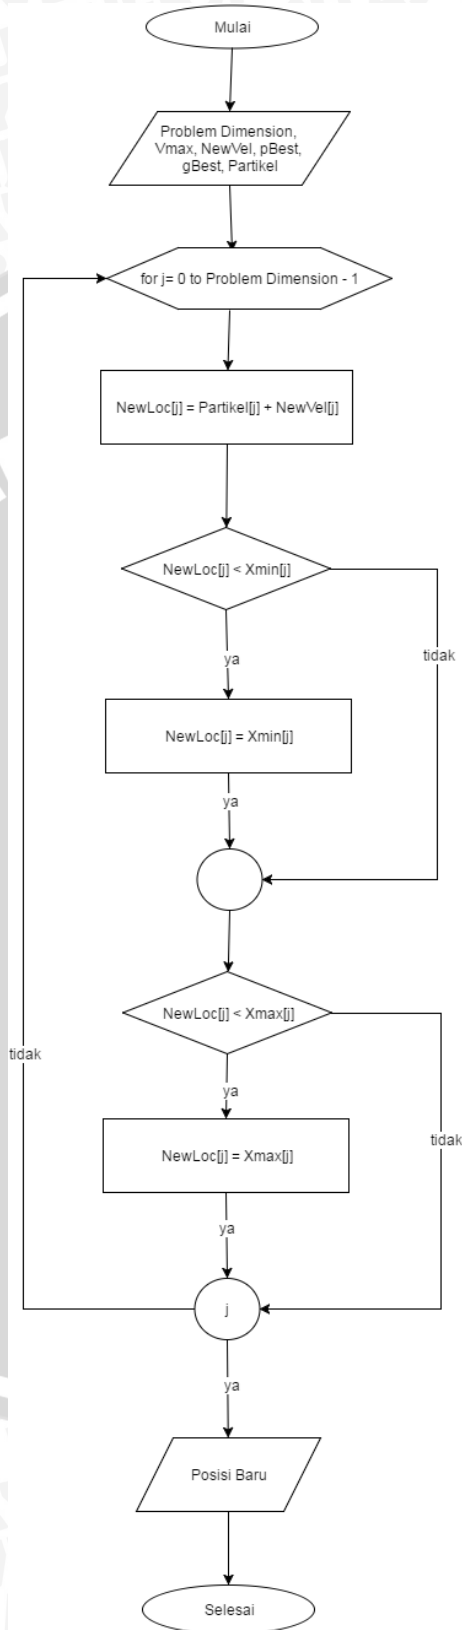 Mulai
Problem Dimension,
Vmax, NewVel, pBest,
gBest, Partikel
for j= 0 to Problem Dimension - 1
NewLoc[j] = Partikel[j] + NewVel[j]
NewLoc[j] < Xmin[j]
ya
tidak
NewLoc[j] = Xmin[j]
ya
NewLoc[j] < Xmax[j]
tidak
ya
tidak
NewLoc[j] = Xmax[j]
ya
j
ya
Posisi Baru
Selesai